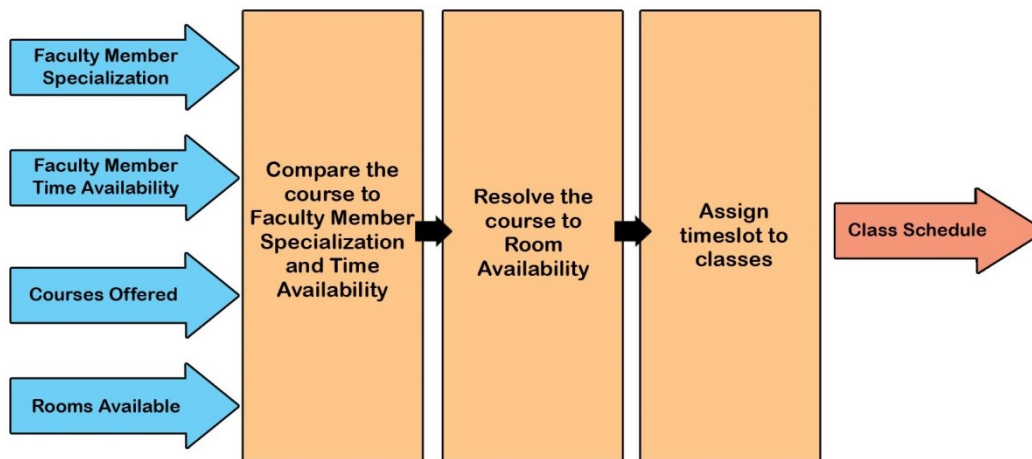 Faculty Member
Specialization
Faculty Member
Time Availability
Courses Offered
Rooms Available
Compare the
course to
Faculty Member
Specialization
and Time
Availability
Resolve the
course to
Room
Availability
Assign
timeslot to
classes
Class Schedule